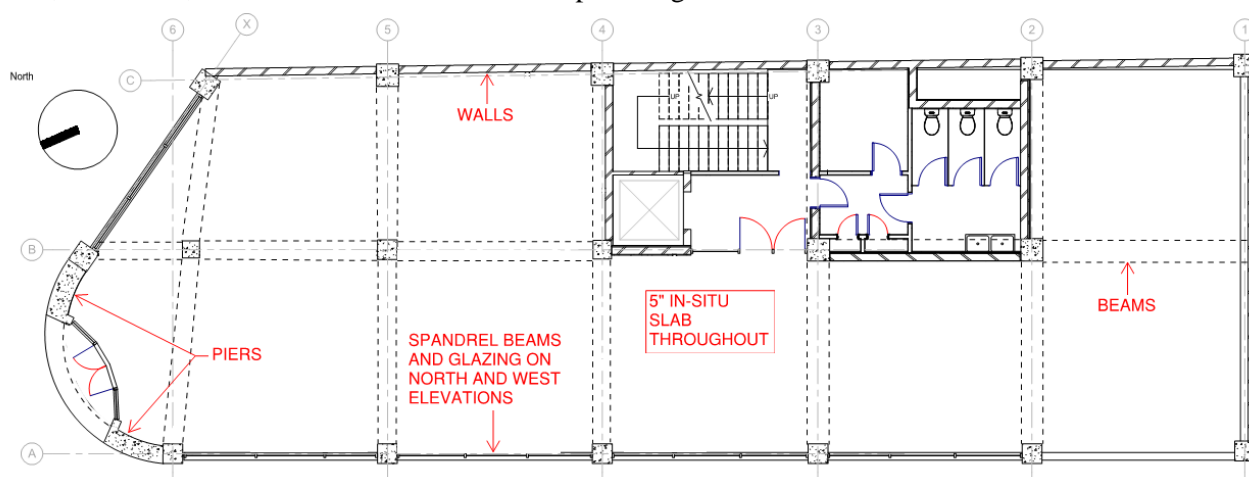 6
X
5
4
3
2
1
North
C
UP
UP
WALLS
B
5" IN-SITU
SLAB
THROUGHOUT
BEAMS
SPANDREL BEAMS
AND GLAZING ON
NORTH AND WEST
ELEVATIONS
PIERS
A